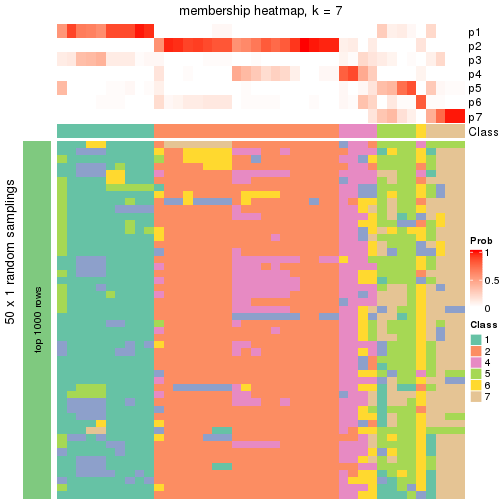 membership heatmap, k = 7
p1
p2
p3
p4
p5
p6
p7
Class
50 x 1 random samplings
top 1000 rows
Prob
1
0.5
0
Class
1
2
4
5
6
7